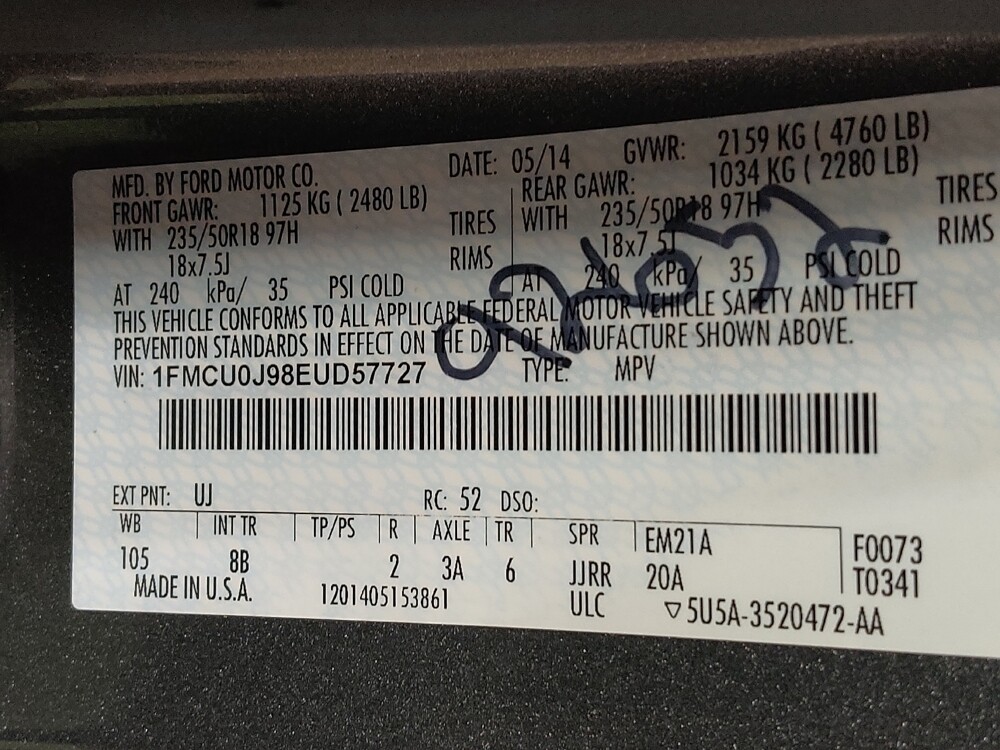 MFD. BY FORD MOTOR CO. DATE: 05/14 GVWR: 2159 KG ( 4760 LB)
FRONT GAWR: 1125 KG ( 2480 LB) REAR GAWR: 1034 KG ( 2280 LB)
WITH 235/50R18 97H TIRES WITH 235/50R18 97H TIRES
18x7.5J RIMS 18x7.5J RIMS
AT 240 kPa/ 35 PSI COLD AT 240 kPa/ 35 PSI COLD
THIS VEHICLE CONFORMS TO ALL APPLICABLE FEDERAL MOTOR VEHICLE SAFETY AND THEFT
PREVENTION STANDARDS IN EFFECT ON THE DATE OF MANUFACTURE SHOWN ABOVE.
VIN: 1FMCU0J98EUD57727 TYPE: MPV
EXT PNT: UJ RC: 52 DSO:
WB INT TR TP/PS R AXLE TR SPR EM21A F0073
105 8B 2 3A 6 JJRR 20A T0341
MADE IN U.S.A. 1201405153861 ULC ▽5U5A-3520472-AA